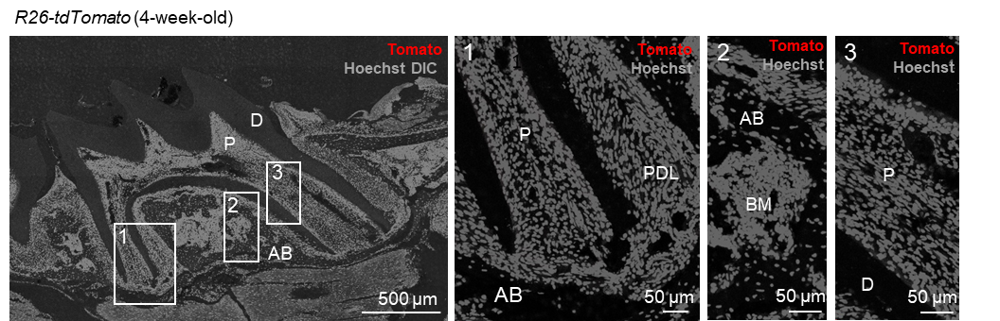 R26-tdTomato (4-week-old)
Tomato
Hoechst DIC
D
P
3
2
1
AB
500 µm
1
Tomato
Hoechst
P
PDL
AB
50 µm
2
Tomato
Hoechst
AB
BM
50 µm
3
Tomato
Hoechst
P
D
50 µm